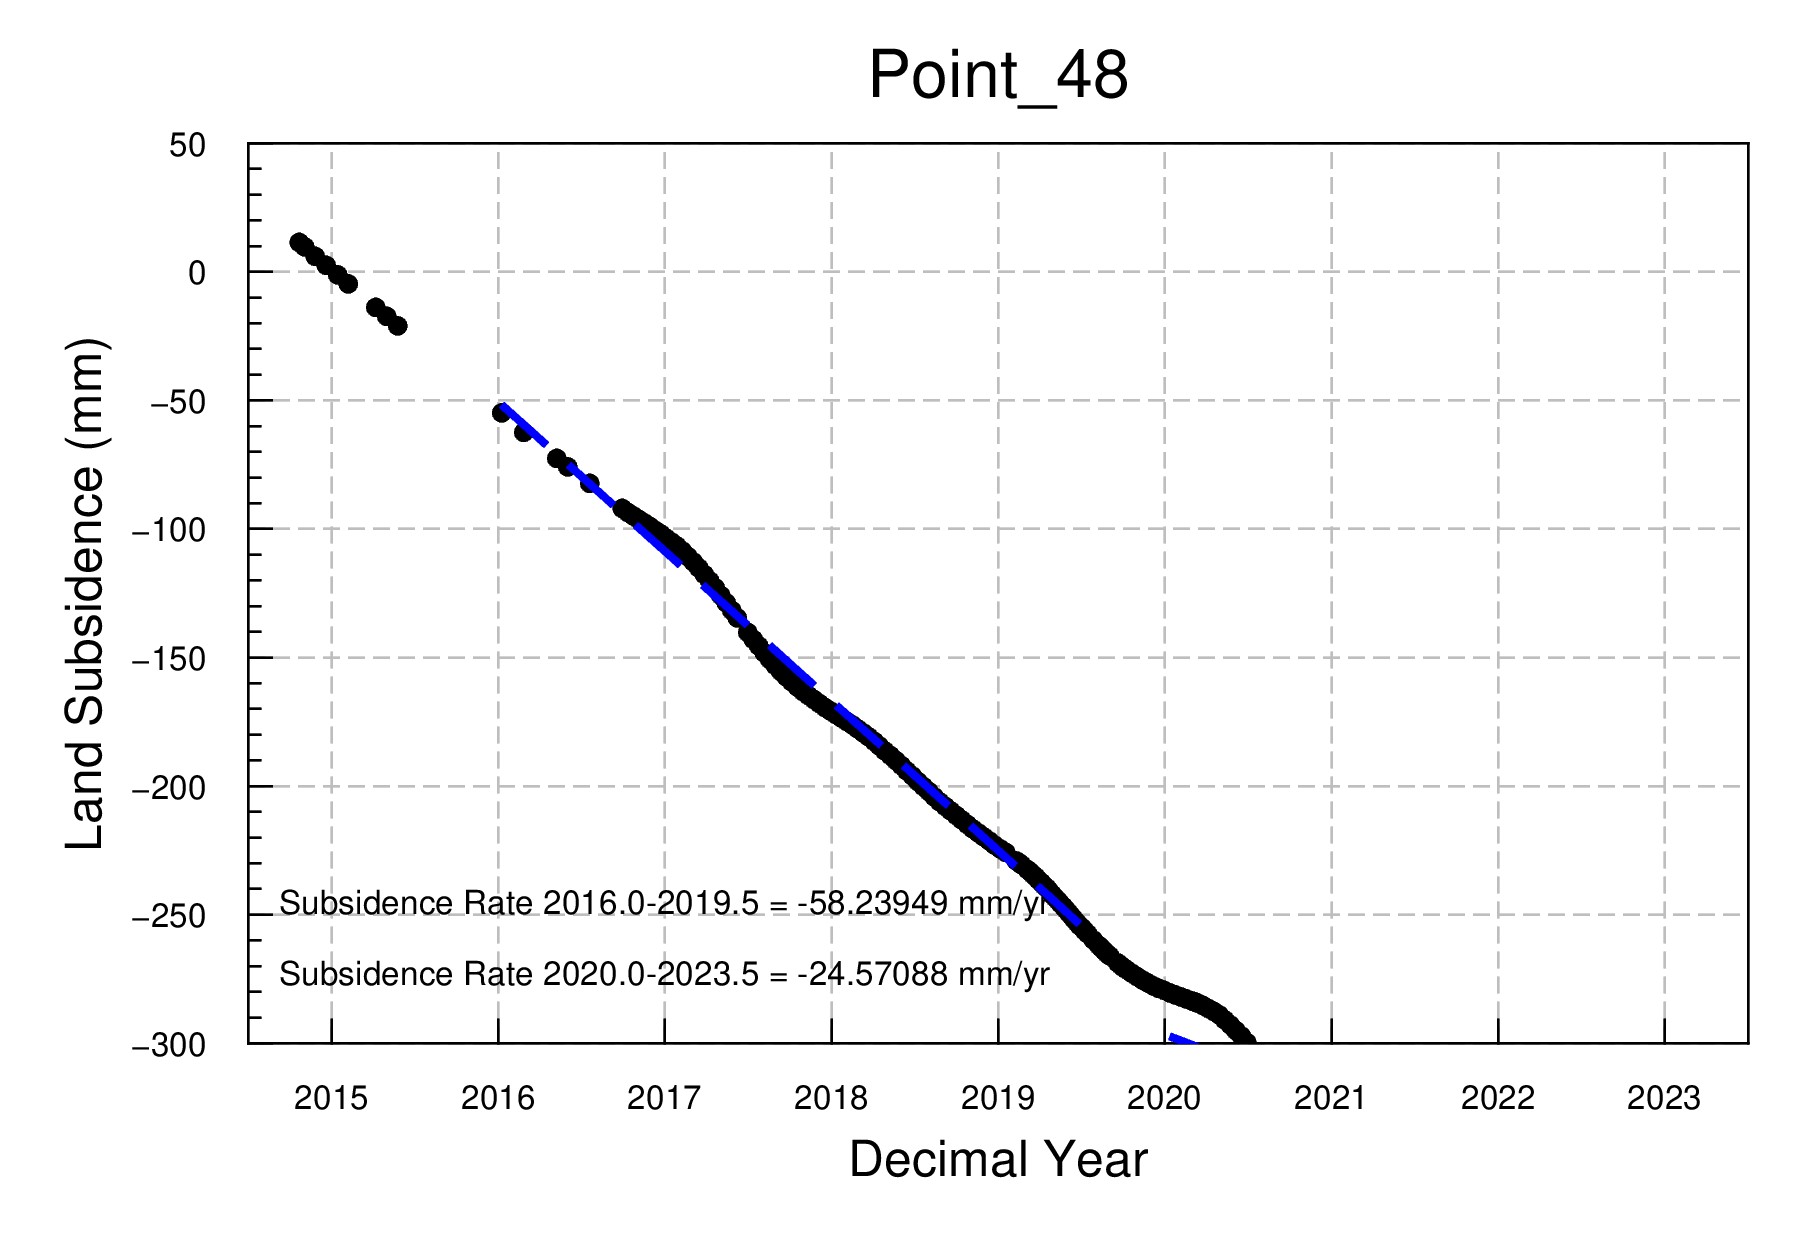 Point_48
50
0
−50
−100
−150
−200
−250
−300
Land Subsidence (mm)
Subsidence Rate 2016.0-2019.5 = -58.23949 mm/yr
Subsidence Rate 2020.0-2023.5 = -24.57088 mm/yr
2015 2016 2017 2018 2019 2020 2021 2022 2023
Decimal Year